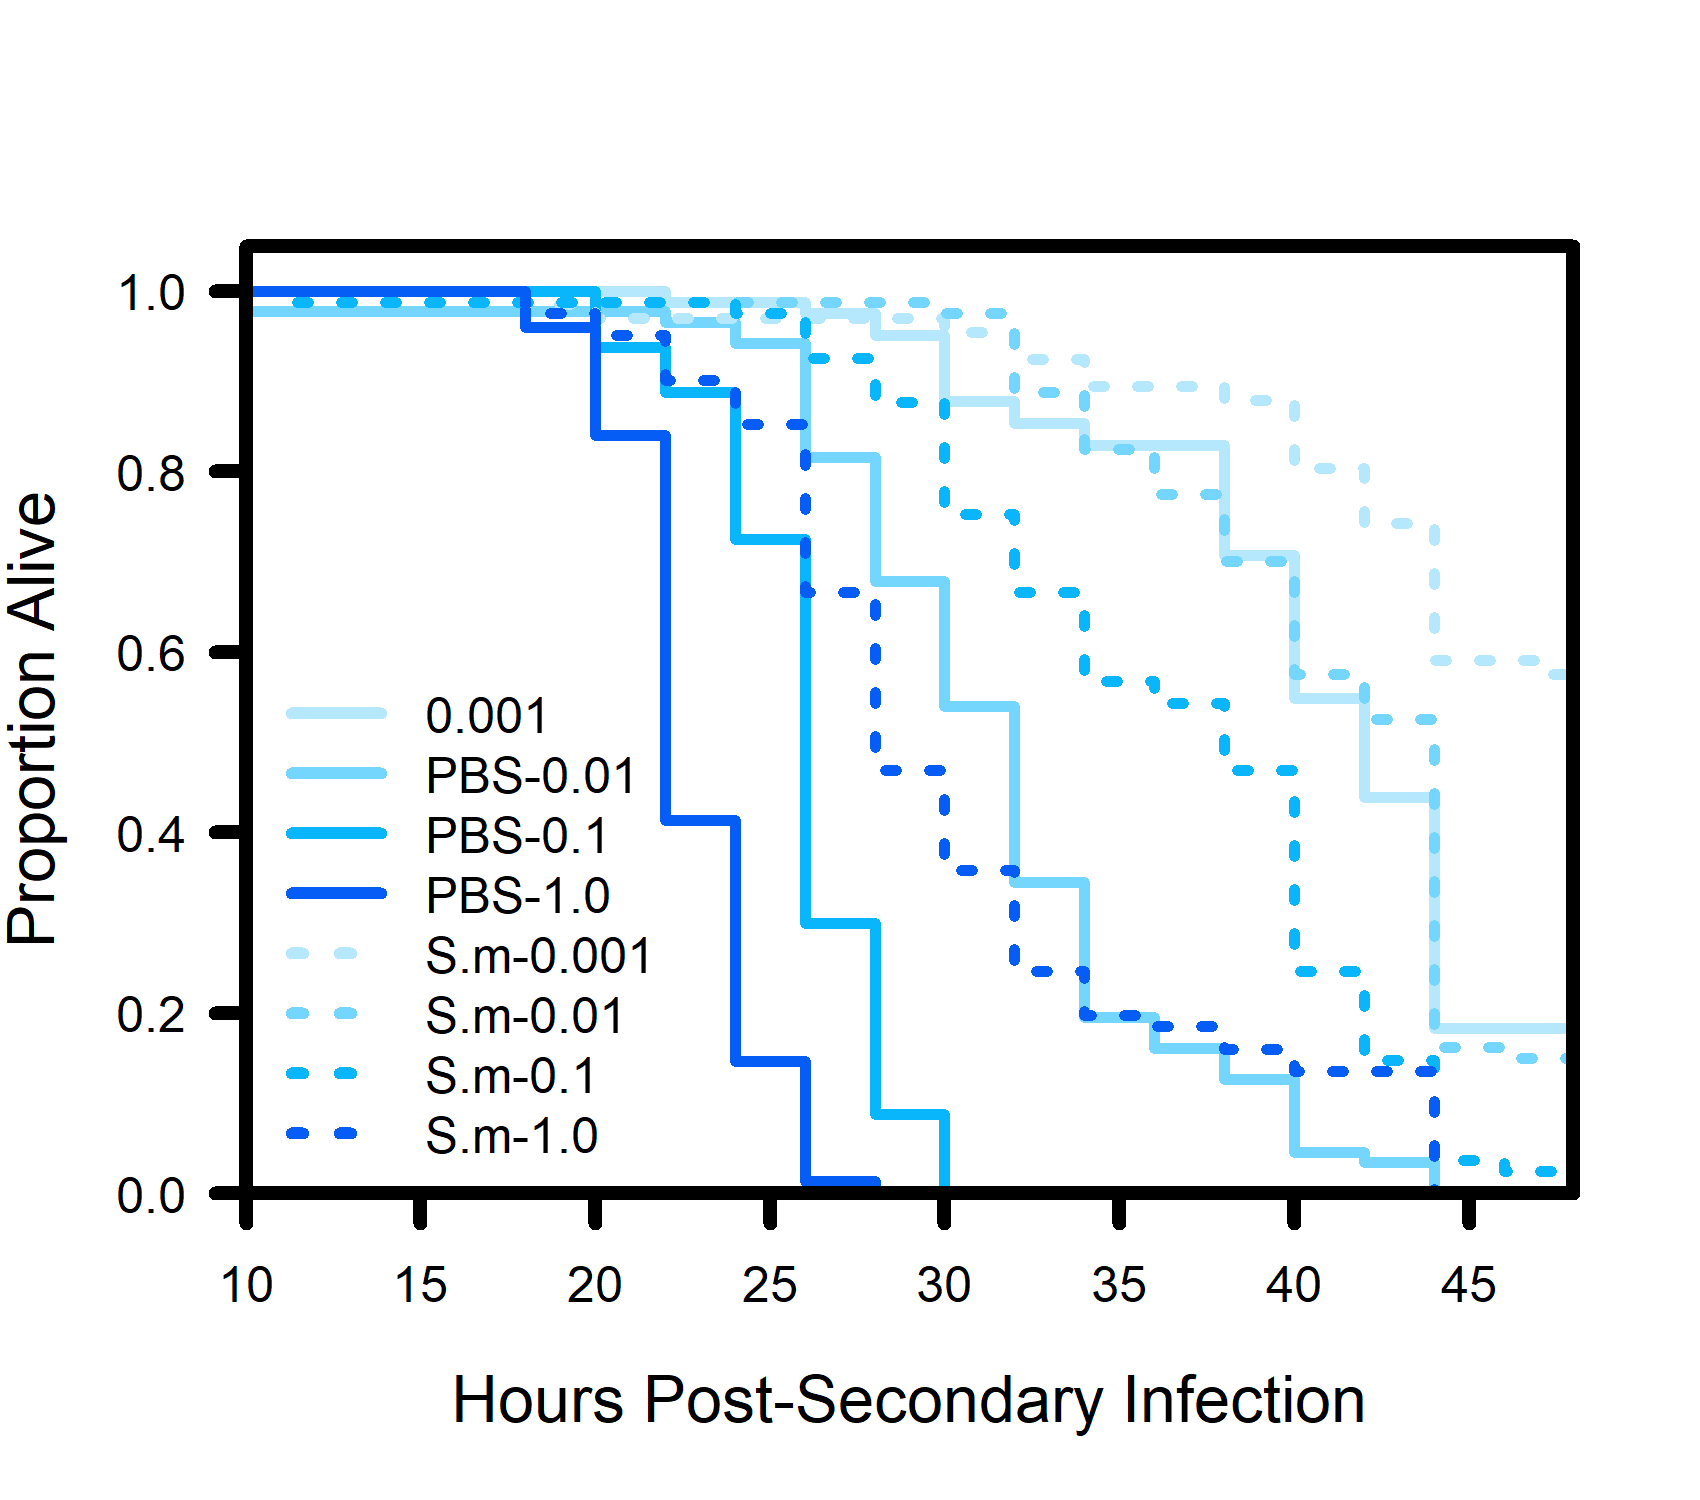 1.0
0.8
0.6
0.4
0.2
0.0
Proportion Alive
0.001
PBS-0.01
PBS-0.1
PBS-1.0
S.m-0.001
S.m-0.01
S.m-0.1
S.m-1.0
10 15 20 25 30 35 40 45
Hours Post-Secondary Infection